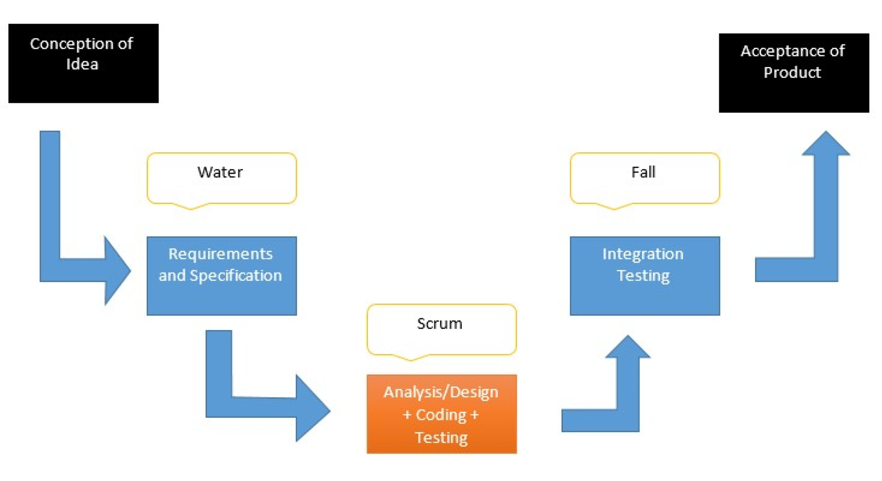 Conception of
Idea
Acceptance of
Product
Water
Fall
Requirements
and Specification
Integration
Testing
Scrum
Analysis/Design
+ Coding +
Testing